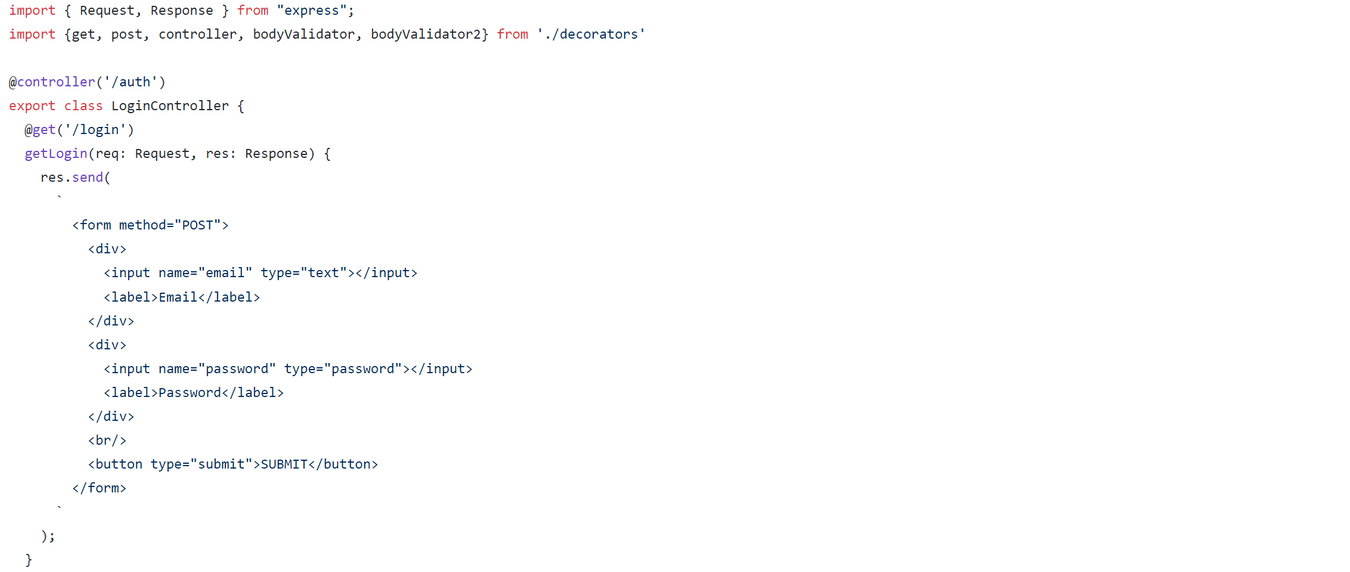 import { Request, Response } from "express";
import {get, post, controller, bodyValidator, bodyValidator2} from './decorators'
@controller('/auth')
export class LoginController {
@get('/login')
getLogin(req: Request, res: Response) {
res.send(
`
<form method="POST">
<div>
<input name="email" type="text"></input>
<label>Email</label>
</div>
<div>
<input name="password" type="password"></input>
<label>Password</label>
</div>
<br/>
<button type="submit">SUBMIT</button>
</form>
`
);
}